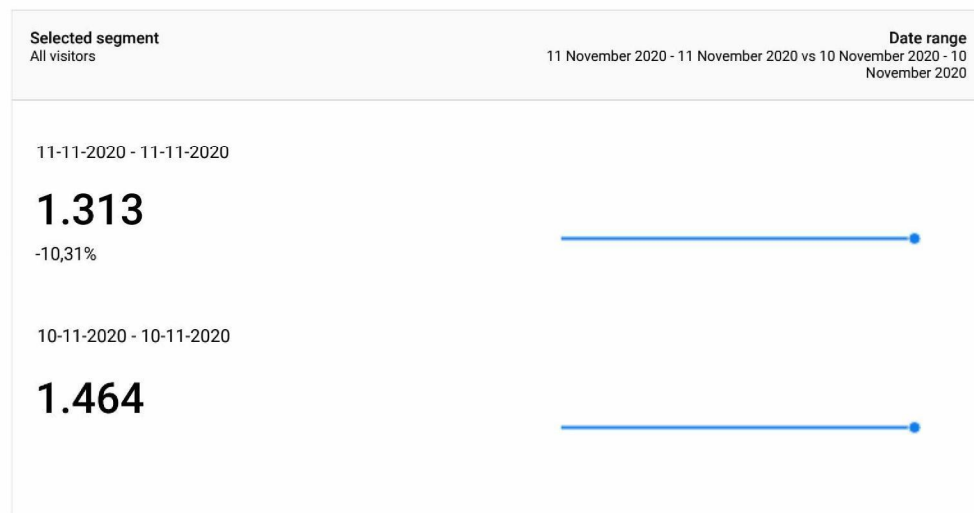 Selected segment
All visitors
Date range
11 November 2020 - 11 November 2020 vs 10 November 2020 - 10
November 2020
11-11-2020 - 11-11-2020
1.313
-10,31%
10-11-2020 - 10-11-2020
1.464